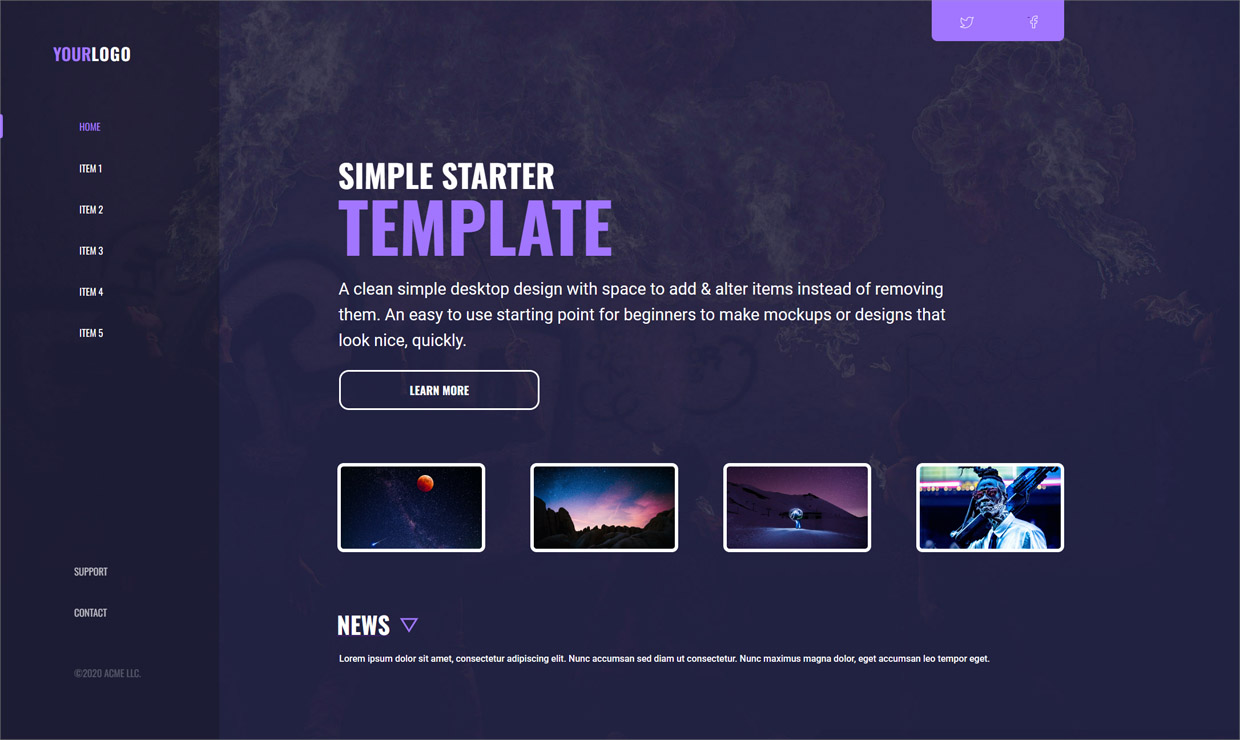 YOURLOGO
HOME
ITEM 1
ITEM 2
ITEM 3
ITEM 4
ITEM 5
SUPPORT
CONTACT
©2020 ACME LLC.
SIMPLE STARTER
TEMPLATE
A clean simple desktop design with space to add & alter items instead of removing
them. An easy to use starting point for beginners to make mockups or designs that
look nice, quickly.
LEARN MORE
NEWS
Lorem ipsum dolor sit amet, consectetur adipiscing elit. Nunc accumsan sed diam ut consectetur. Nunc maximus magna dolor, eget accumsan leo tempor eget.